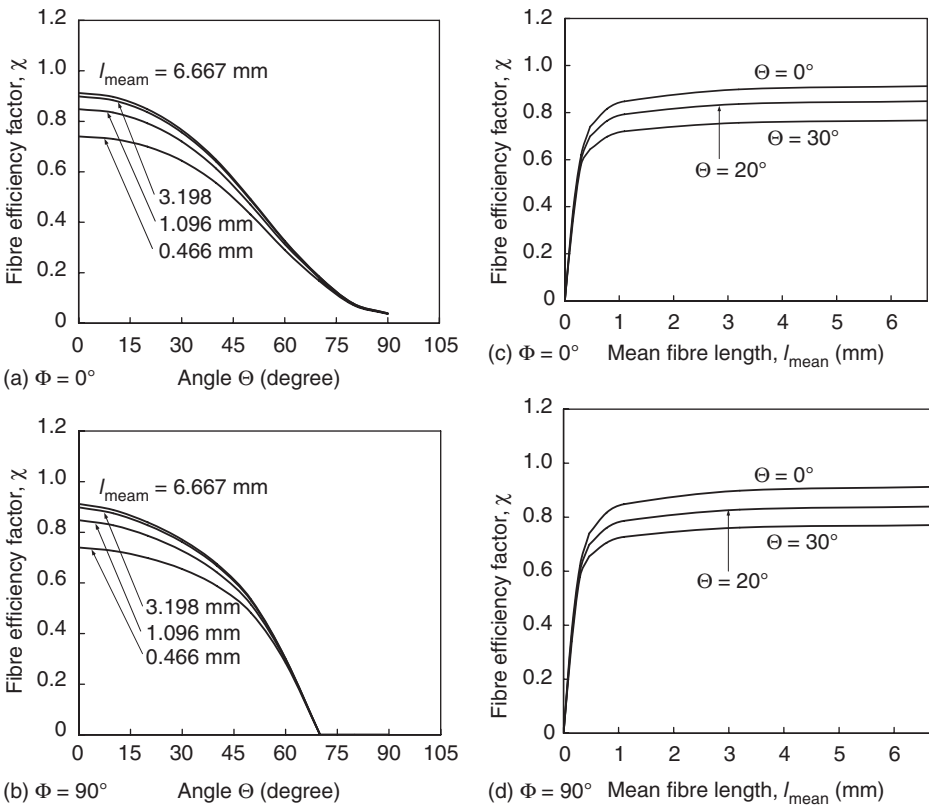 1.2
1.0
0.8
0.6
0.4
0.2
0
Fibre efficiency factor, χ
lmeam = 6.667 mm
3.198
1.096 mm
0.466 mm
0 15 30 45 60 75 90 105
(a) Φ = 0° Angle Θ (degree)
1.2
1.0
0.8
0.6
0.4
0.2
0
Fibre efficiency factor, χ
Θ = 0°
Θ = 30°
Θ = 20°
0 1 2 3 4 5 6
(c) Φ = 0° Mean fibre length, lmean (mm)
1.2
1.0
0.8
0.6
0.4
0.2
0
Fibre efficiency factor, χ
lmeam = 6.667 mm
3.198 mm
1.096 mm
0.466 mm
0 15 30 45 60 75 90 105
(b) Φ = 90° Angle Θ (degree)
1.2
1.0
0.8
0.6
0.4
0.2
0
Fibre efficiency factor, χ
Θ = 0°
Θ = 30°
Θ = 20°
0 1 2 3 4 5 6
(d) Φ = 90° Mean fibre length, lmean (mm)